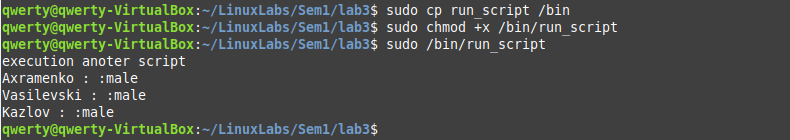 qwerty@qwerty-VirtualBox:~/LinuxLabs/Sem1/lab3$ sudo cp run_script /bin
qwerty@qwerty-VirtualBox:~/LinuxLabs/Sem1/lab3$ sudo chmod +x /bin/run_script
qwerty@qwerty-VirtualBox:~/LinuxLabs/Sem1/lab3$ sudo /bin/run_script
execution anoter script
Axramenko : :male
Vasilevski : :male
Kazlov : :male
qwerty@qwerty-VirtualBox:~/LinuxLabs/Sem1/lab3$